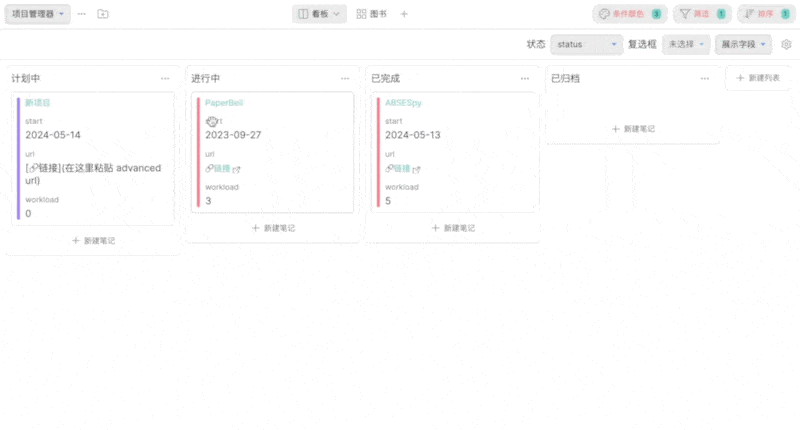 项目管理器
看板
图书
条件颜色 3
筛选 1
排序 1
状态 status
复选框 未选择
展示字段
计划中
新项目
start
2024-05-14
url
[🔗链接](在这里粘贴 advanced
url)
workload
0
新建笔记
进行中
PaperBell
2023-09-27
url
🔗链接
workload
3
新建笔记
已完成
ABSESpy
start
2024-05-13
url
🔗链接
workload
5
新建笔记
已归档
新建笔记
新建列表